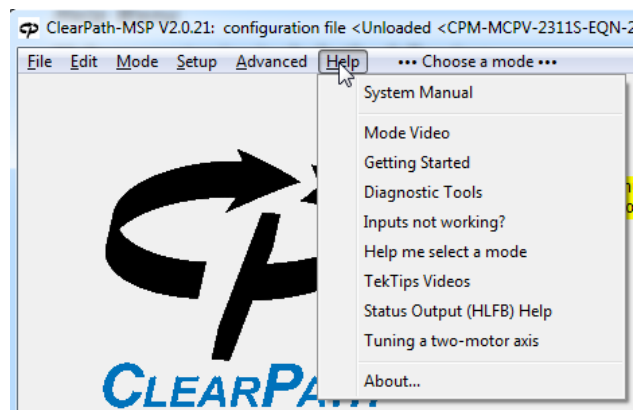 ClearPath-MSP V2.0.21: configuration file <Unloaded <CPM-MCPV-2311S-EQN-2
File Edit Mode Setup Advanced Help ••• Choose a mode •••
System Manual
Mode Video
Getting Started
Diagnostic Tools
Inputs not working?
Help me select a mode
TekTips Videos
Status Output (HLFB) Help
Tuning a two-motor axis
About...
CLEARPATH